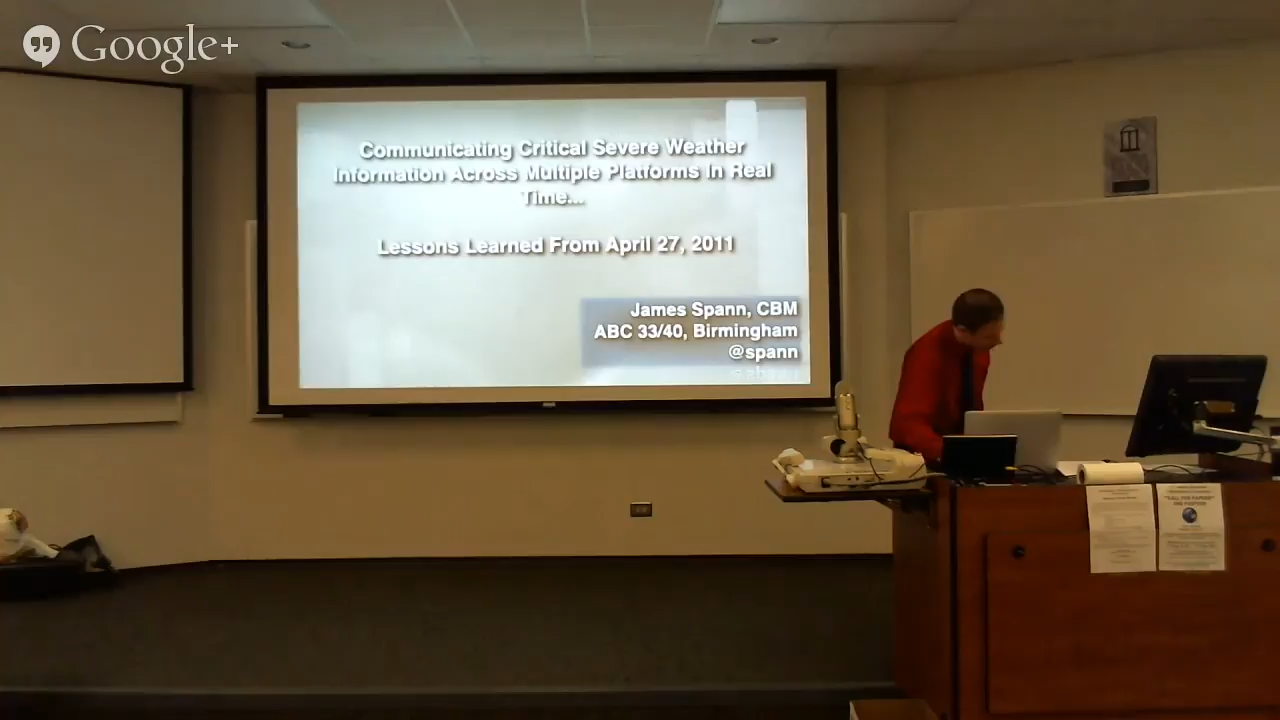 Google+
Communicating Critical Severe Weather
Information Across Multiple Platforms In Real
Time...
Lessons Learned From April 27, 2011
James Spann, CBM
ABC 33/40, Birmingham
@spann
"CALL FOR PAPERS"